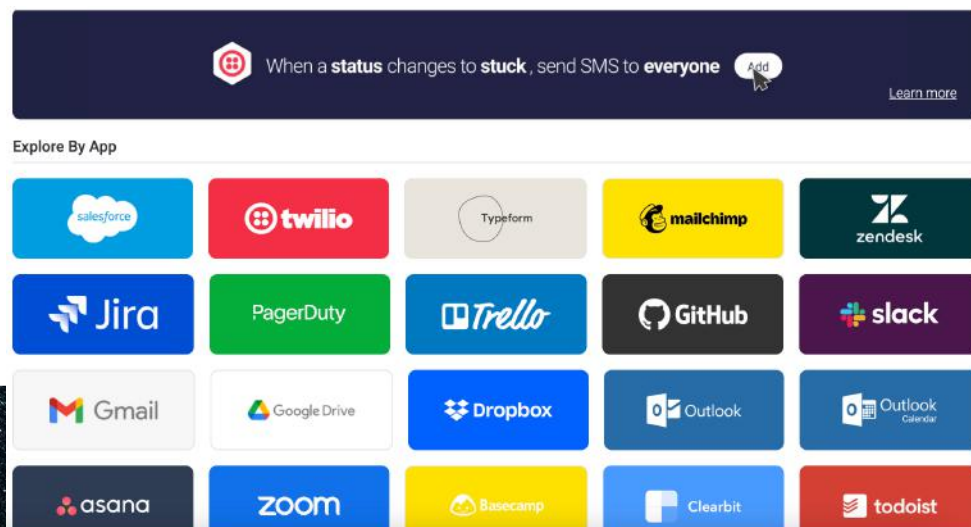 When a status changes to stuck, send SMS to everyone
Add
Learn more
Explore By App
salesforce
twilio
Typeform
mailchimp
zendesk
Jira
PagerDuty
Trello
GitHub
slack
Gmail
Google Drive
Dropbox
Outlook
Outlook
Calendar
asana
zoom
Basecamp
Clearbit
todoist